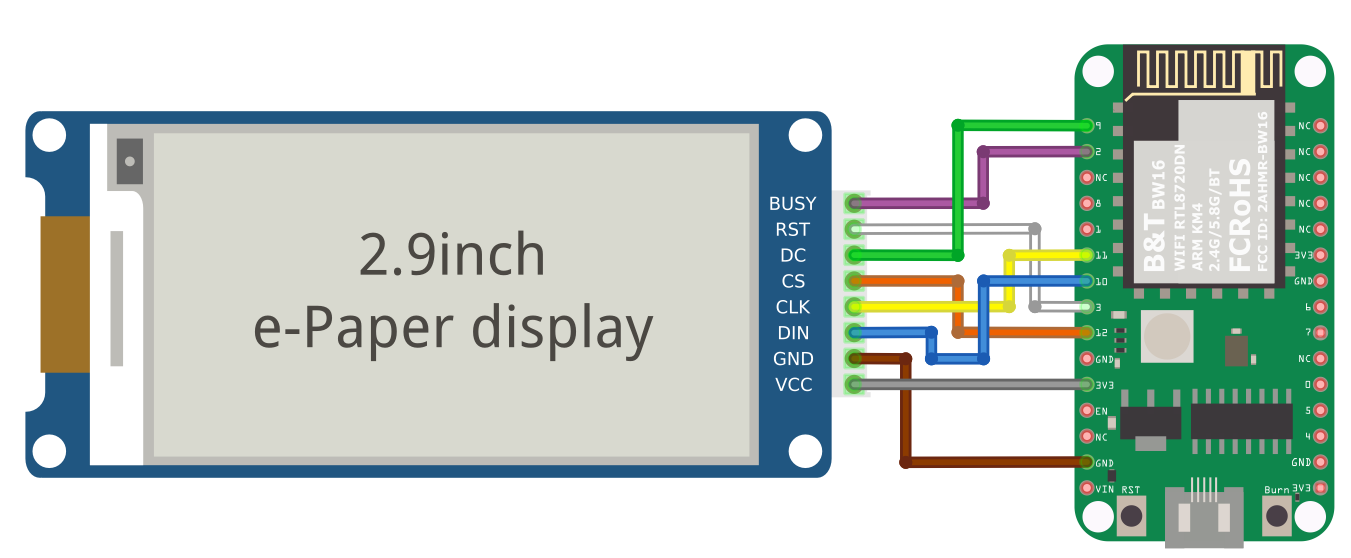 2.9inch
e-Paper display
BUSY
RST
DC
CS
CLK
DIN
GND
VCC
9
2
NC
8
1
11
10
3
12
GND
3V3
EN
NC
GND
VIN
RST
B&T BW16
WIFI RTL8720DN
ARM KM4
2.4G/5.8G/BT
FCRoHS
FCC ID: 2AHMR-BW16
NC
NC
NC
NC
NC
3V3
GND
6
7
NC
0
5
4
GND
3V3
Burn